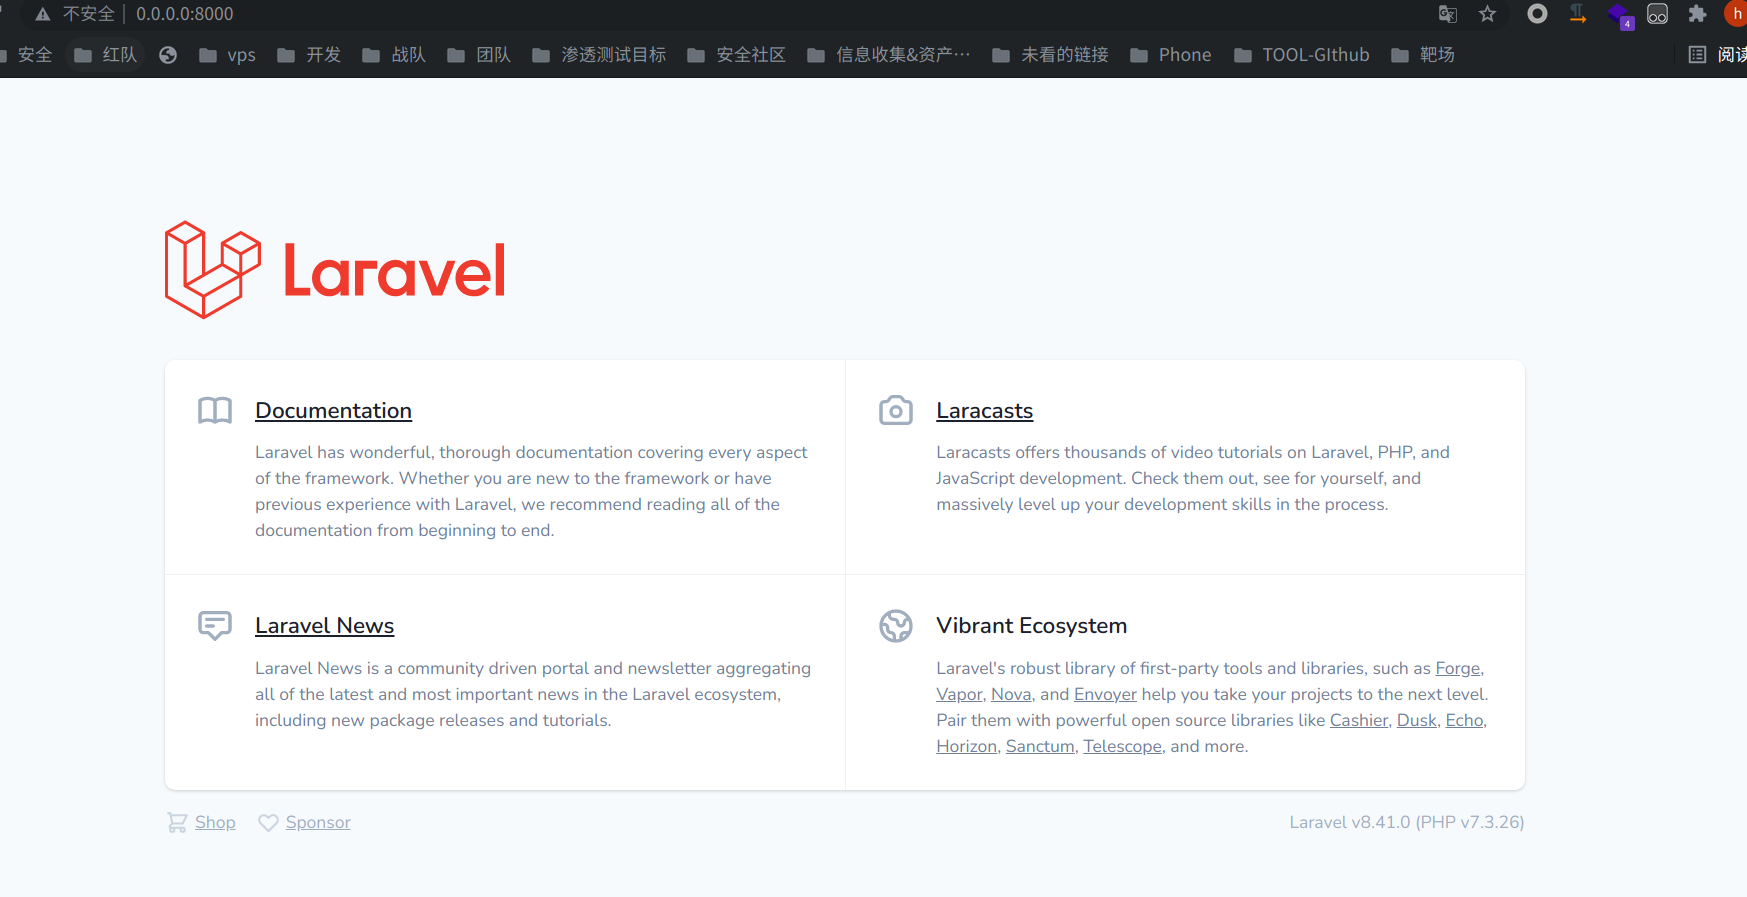 不安全 0.0.0.0:8000
4
h
安全 红队 vps 开发 战队 团队 渗透测试目标 安全社区 信息收集&资产… 未看的链接 Phone TOOL-GIthub 靶场 阅读
Laravel
Documentation
Laravel has wonderful, thorough documentation covering every aspect
of the framework. Whether you are new to the framework or have
previous experience with Laravel, we recommend reading all of the
documentation from beginning to end.
Laracasts
Laracasts offers thousands of video tutorials on Laravel, PHP, and
JavaScript development. Check them out, see for yourself, and
massively level up your development skills in the process.
Laravel News
Laravel News is a community driven portal and newsletter aggregating
all of the latest and most important news in the Laravel ecosystem,
including new package releases and tutorials.
Vibrant Ecosystem
Laravel's robust library of first-party tools and libraries, such as Forge,
Vapor, Nova, and Envoyer help you take your projects to the next level.
Pair them with powerful open source libraries like Cashier, Dusk, Echo,
Horizon, Sanctum, Telescope, and more.
Shop Sponsor
Laravel v8.41.0 (PHP v7.3.26)